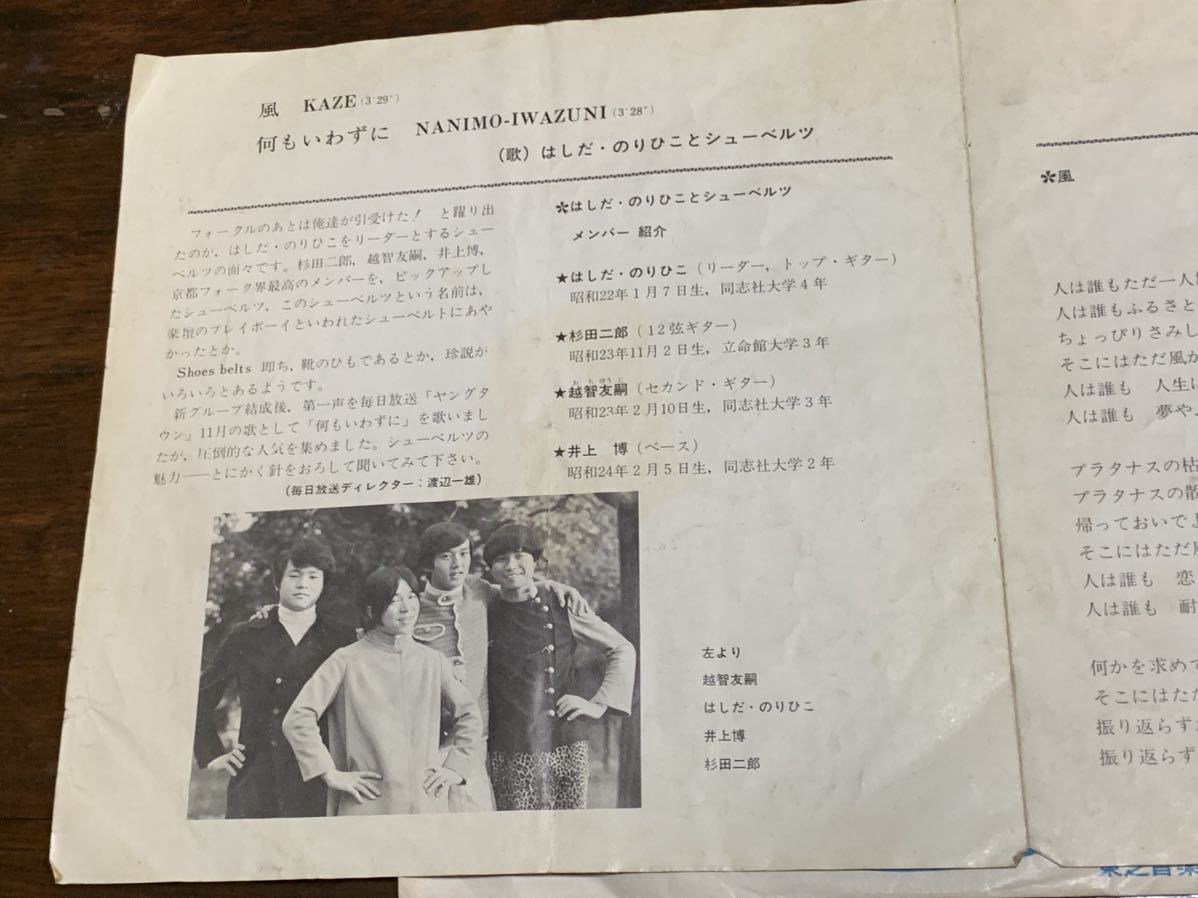 風 KAZE (3′29″)
何もいわずに NANIMO-IWAZUNI (3′28″)
(歌) はしだ・のりひことシューベルツ
フォークルのあとは俺達が引受けた! と躍り出
たのが，はしだ・のりひこをリーダーとするシュー
ベルツの面々です。杉田二郎，越智友嗣，井上博，
京都フォーク界最高のメンバーを，ピックアップし
たシューベルツ，このシューベルツという名前は，
楽壇のプレイボーイといわれたシューベルトにあや
かったとか。
Shoes belts 即ち、靴のひもであるとか，珍説が
いろいろとあるようです。
新グループ結成後，第一声を毎日放送「ヤングタ
ウン」11月の歌として「何もいわずに」を歌いまし
たが，圧倒的な人気を集めました。シューベルツの
魅力――とにかく針をおろして聞いてみて下さい。
(毎日放送ディレクター：渡辺一雄)
✽はしだ・のりひことシューベルツ
メンバー 紹介
★はしだ・のりひこ (リーダー，トップ・ギター)
昭和22年1月7日生，同志社大学4年
★杉田二郎 (12弦ギター)
昭和23年11月2日生，立命館大学3年
おちゆうじ
★越智友嗣 (セカンド・ギター)
昭和23年2月10日生，同志社大学3年
★井上 博 (ベース)
昭和24年2月5日生，同志社大学2年
左より
越智友嗣
はしだ・のりひこ
井上博
杉田二郎
✽風
人は誰もただ一人
人は誰もふるさと
ちょっぴりさみし
そこにはただ風が
人は誰も 人生に
人は誰も 夢や
プラタナスの枯
プラタナスの散
帰っておいでよ
そこにはただ
人は誰も 恋
人は誰も 耐
何かを求めて
そこにはただ
振り返らず
振り返らず